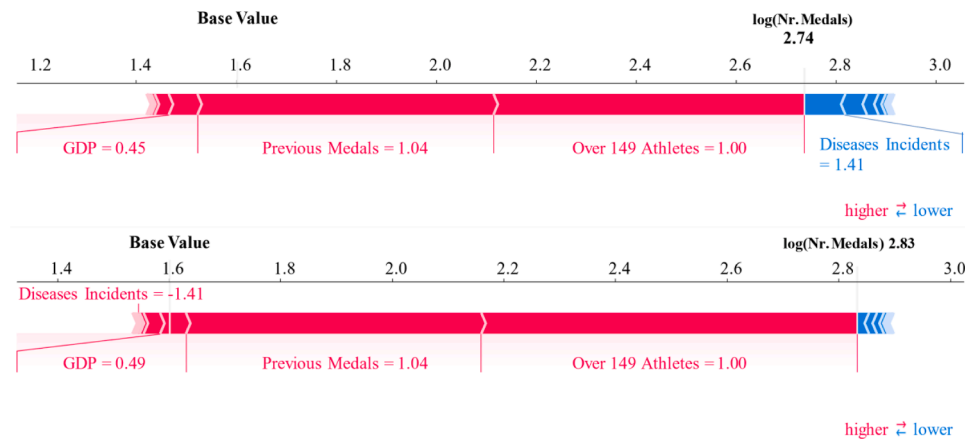 Base Value
log(Nr. Medals)
2.74
1.2 1.4 1.6 1.8 2.0 2.2 2.4 2.6 2.8 3.0
GDP = 0.45 Previous Medals = 1.04 Over 149 Athletes = 1.00 Diseases Incidents
= 1.41
higher ⇄ lower
Base Value log(Nr. Medals) 2.83
1.4 1.6 1.8 2.0 2.2 2.4 2.6 2.8 3.0
Diseases Incidents = -1.41
GDP = 0.49 Previous Medals = 1.04 Over 149 Athletes = 1.00
higher ⇄ lower